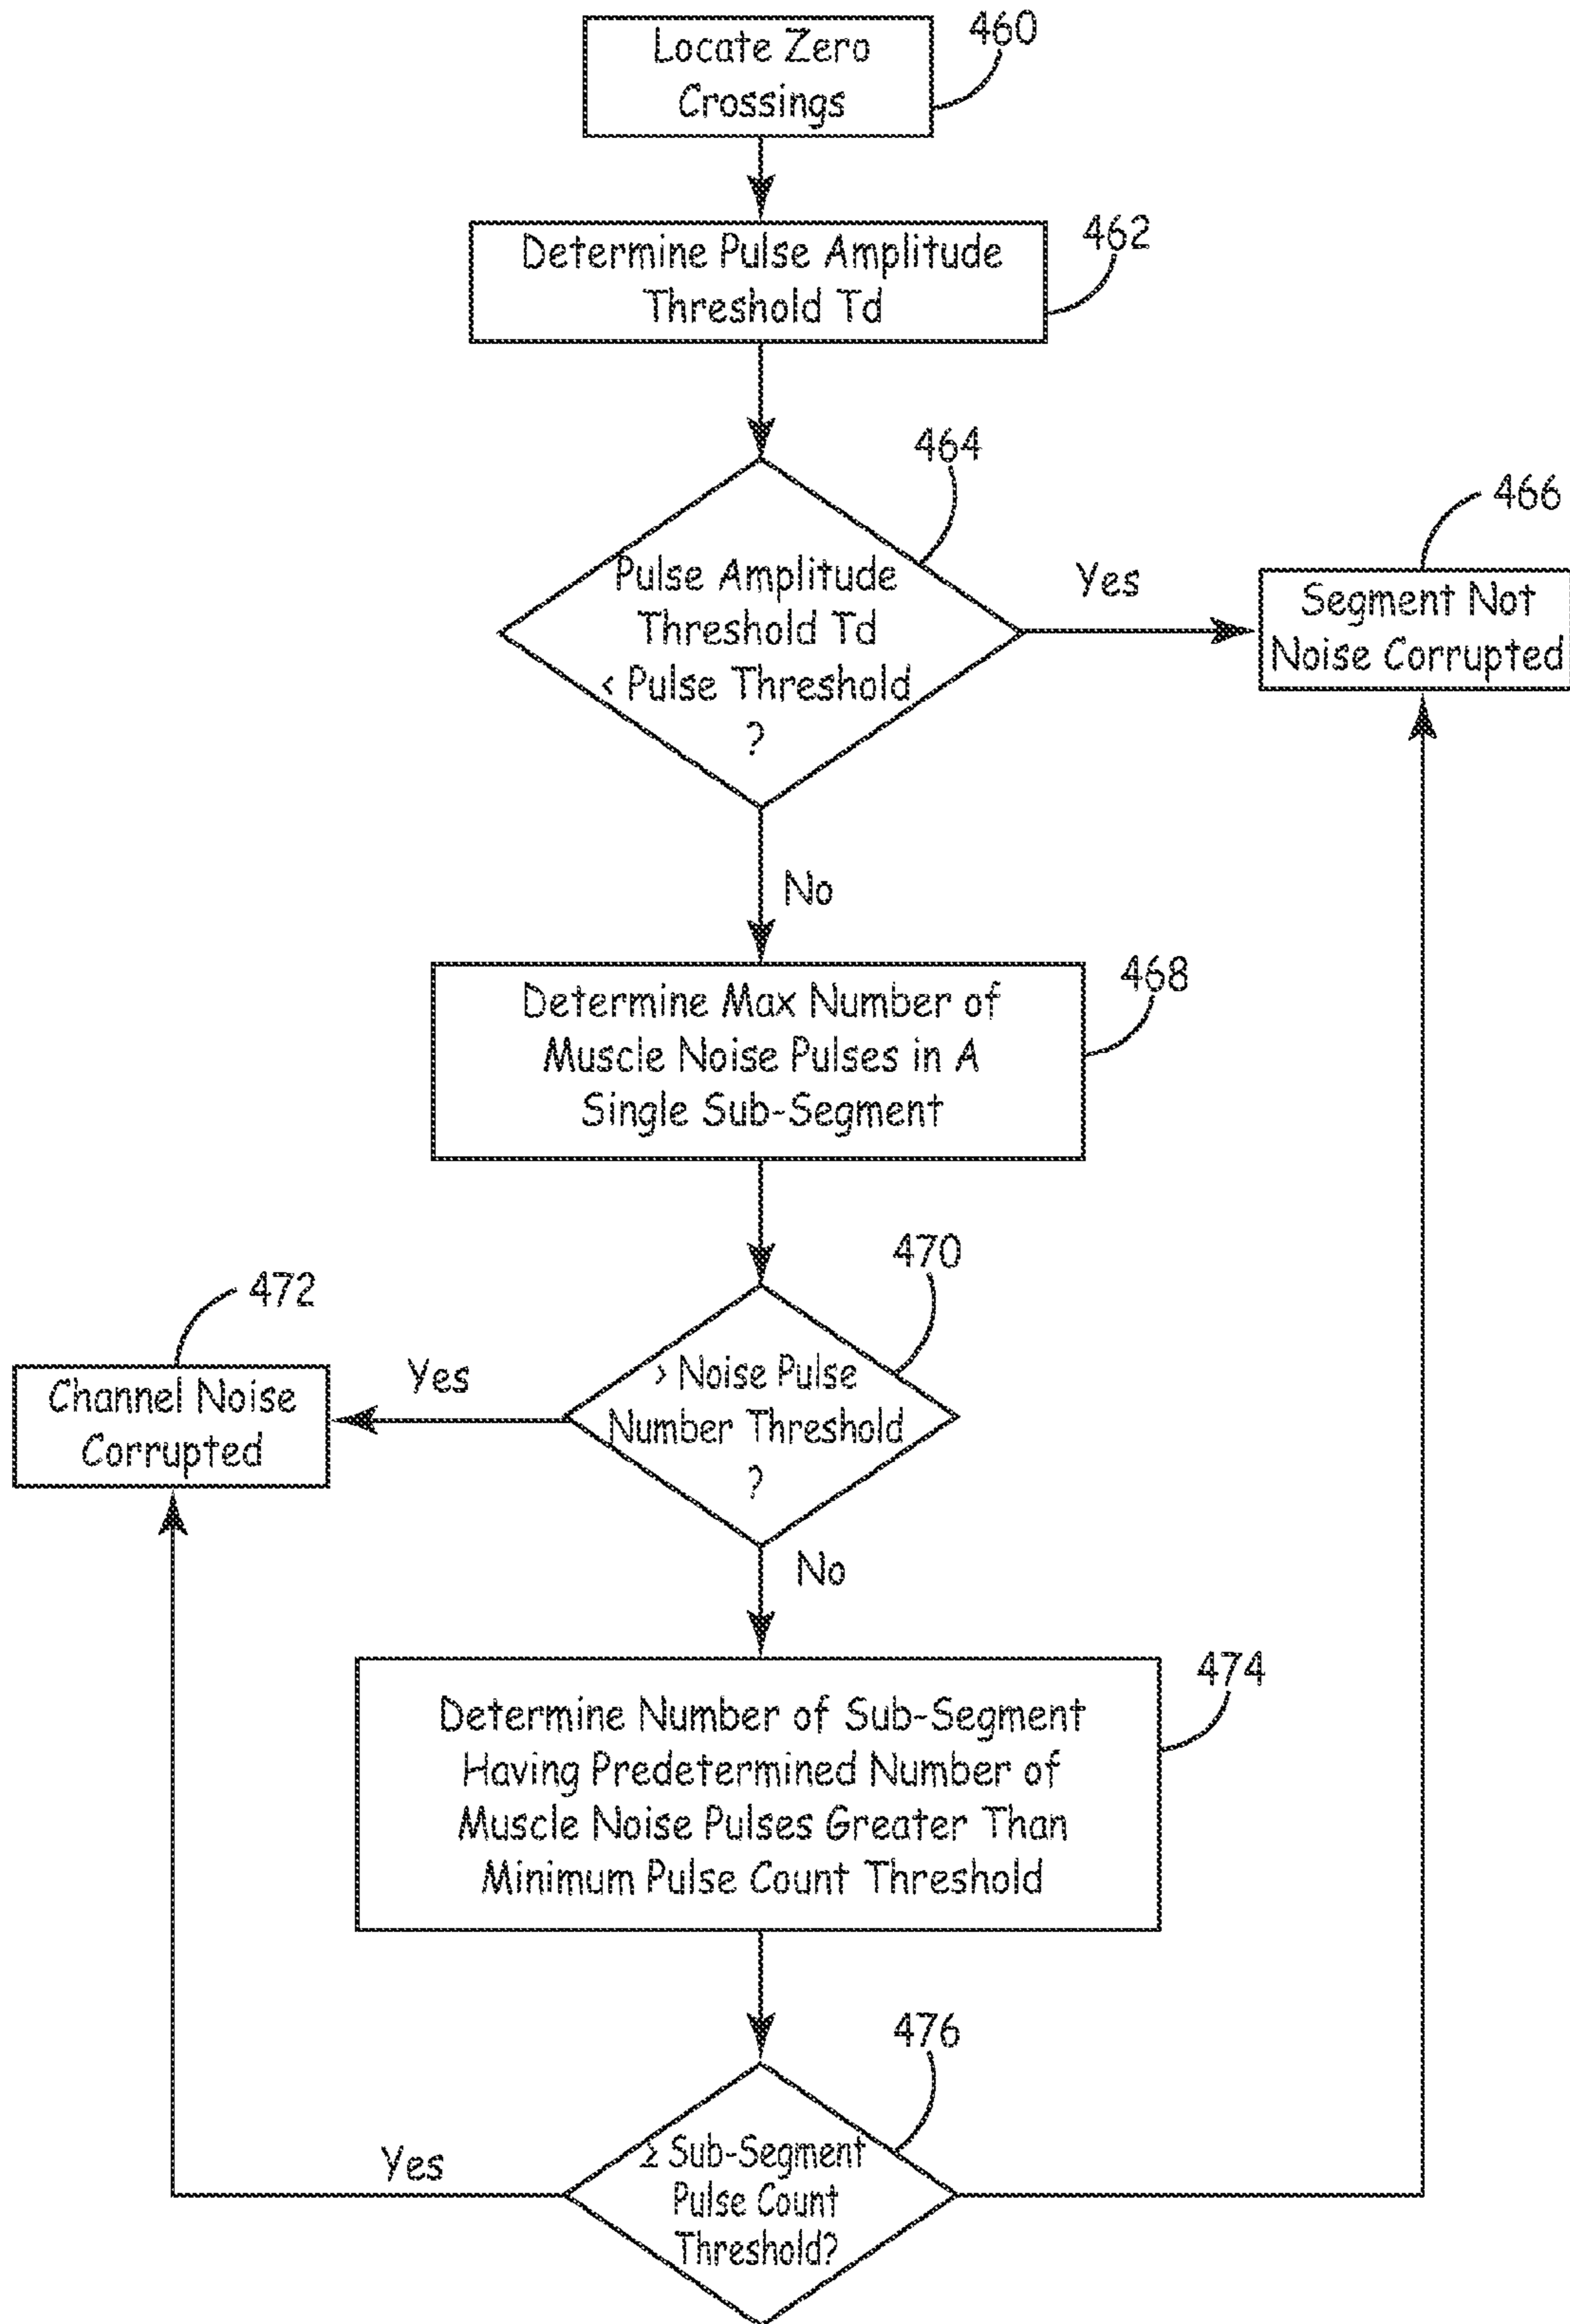 Locate Zero
Crossings
460
Determine Pulse Amplitude
Threshold Td
462
464
Pulse Amplitude
Threshold Td
< Pulse Threshold
?
Yes
466
Segment Not
Noise Corrupted
No
468
Determine Max Number of
Muscle Noise Pulses in A
Single Sub-Segment
470
> Noise Pulse
Number Threshold
?
Yes
472
Channel Noise
Corrupted
No
474
Determine Number of Sub-Segment
Having Predetermined Number of
Muscle Noise Pulses Greater Than
Minimum Pulse Count Threshold
476
≥ Sub-Segment
Pulse Count
Threshold?
Yes